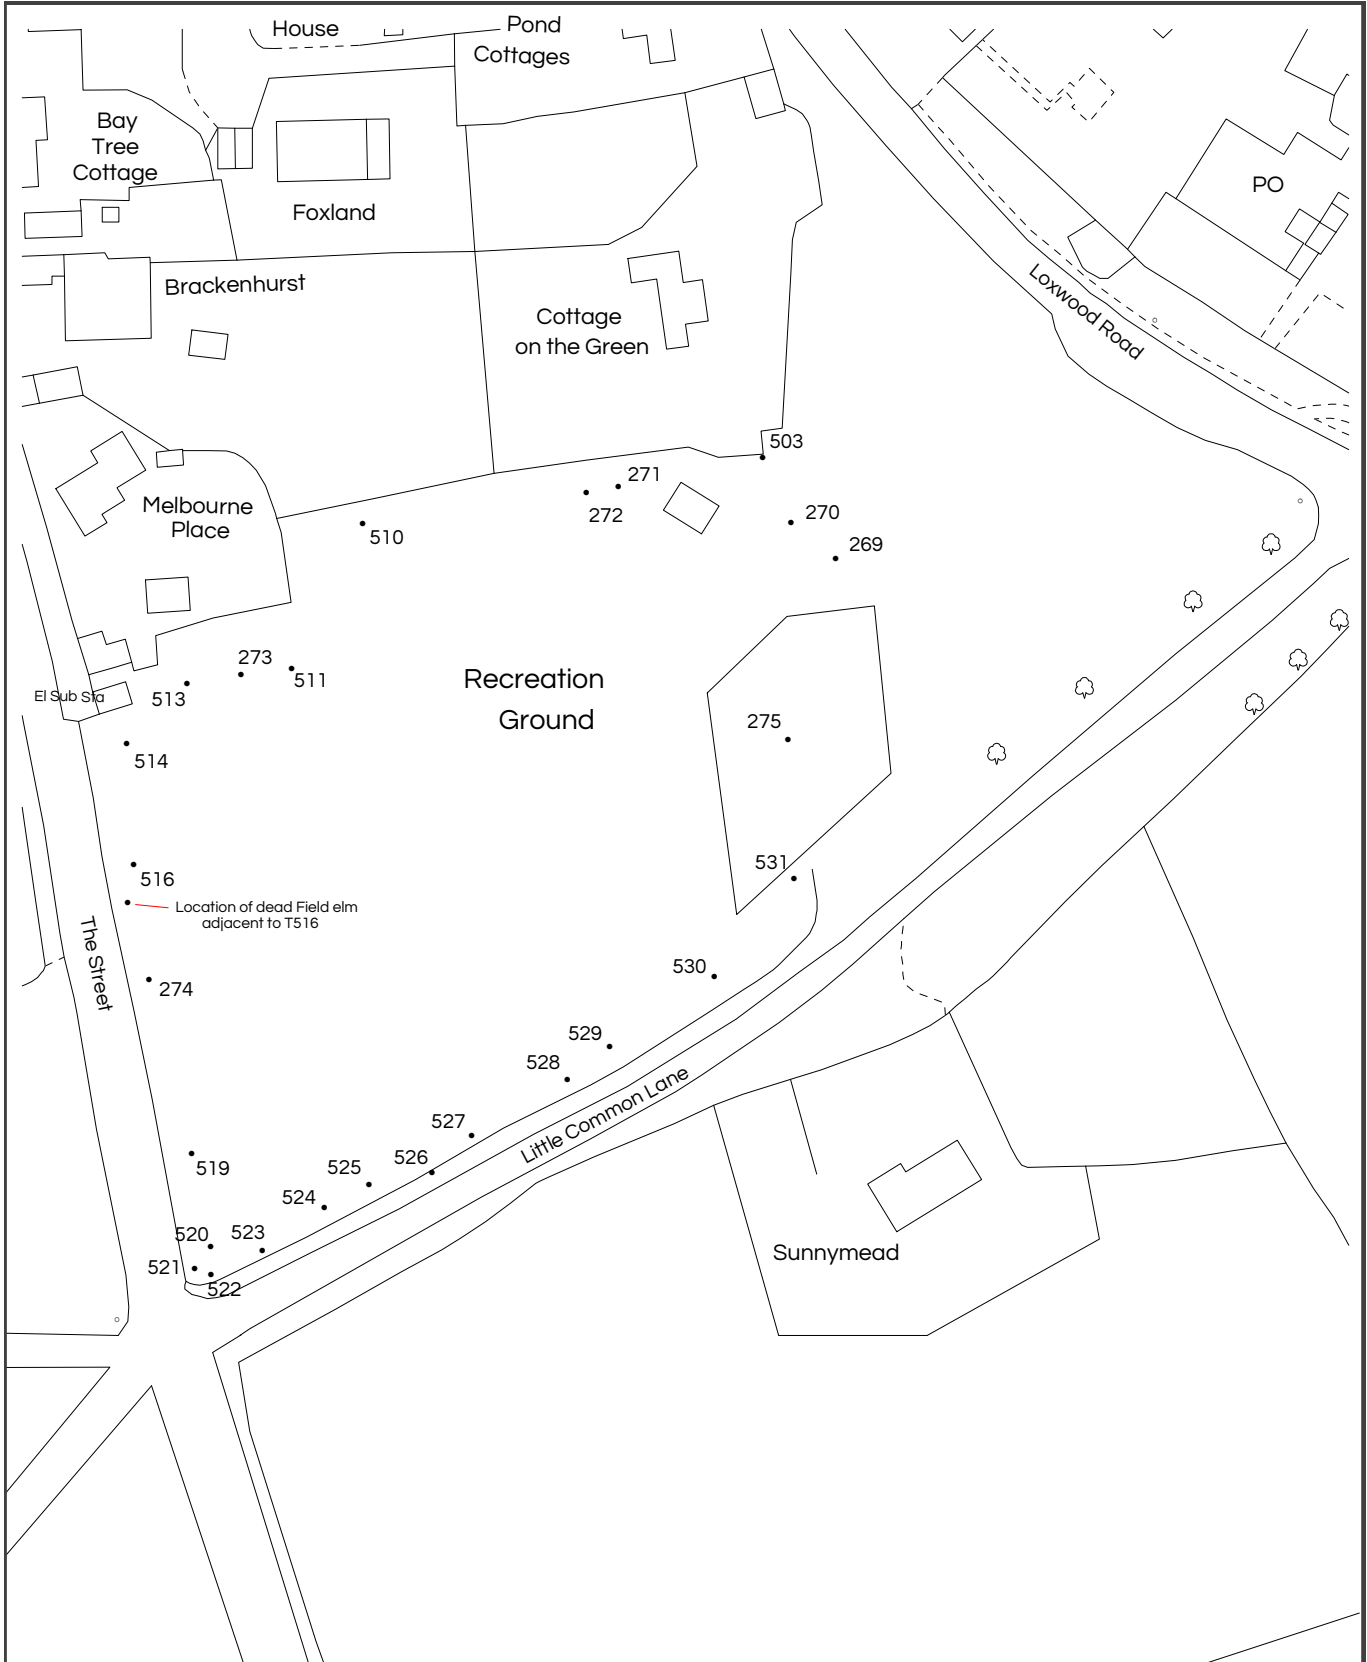 House
Pond
Cottages
Bay
Tree
Cottage
PO
Foxland
Brackenhurst
Loxwood Road
Cottage
on the Green
503
271
272
270
510
269
Melbourne
Place
273
511
513
El Sub Sta
Recreation
Ground
275
514
531
516
Location of dead Field elm
adjacent to T516
The Street
530
274
529
528
Little Common Lane
527
526
525
519
524
523
520
521
522
Sunnymead